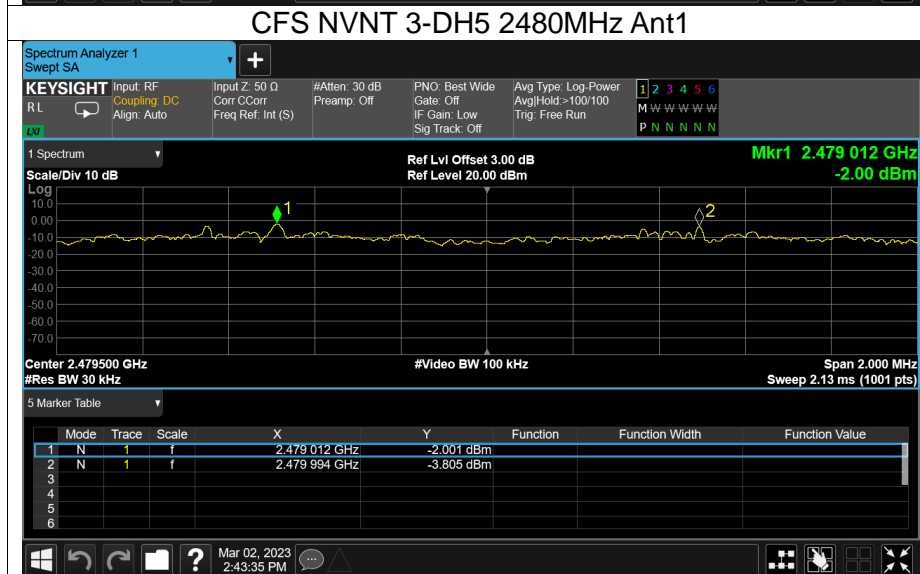 CFS NVNT 3-DH5 2480MHz Ant1
Spectrum Analyzer 1
Swept SA
+
KEYSIGHT
R L
LXI
Input: RF
Coupling: DC
Align: Auto
Input Z: 50 Ω
Corr CCorr
Freq Ref: Int (S)
#Atten: 30 dB
Preamp: Off
PNO: Best Wide
Gate: Off
IF Gain: Low
Sig Track: Off
Avg Type: Log-Power
Avg|Hold:>100/100
Trig: Free Run
1 2 3 4 5 6
M W W W W W
P N N N N N
1 Spectrum
Scale/Div 10 dB
Ref Lvl Offset 3.00 dB
Ref Level 20.00 dBm
Mkr1 2.479 012 GHz
-2.00 dBm
Log
10.0
0.00
-10.0
-20.0
-30.0
-40.0
-50.0
-60.0
-70.0
1
2
Center 2.479500 GHz
#Res BW 30 kHz
#Video BW 100 kHz
Span 2.000 MHz
Sweep 2.13 ms (1001 pts)
5 Marker Table
Mode Trace Scale X Y Function Function Width Function Value
1 N 1 f 2.479 012 GHz -2.001 dBm
2 N 1 f 2.479 994 GHz -3.805 dBm
3
4
5
6
?
Mar 02, 2023
2:43:35 PM